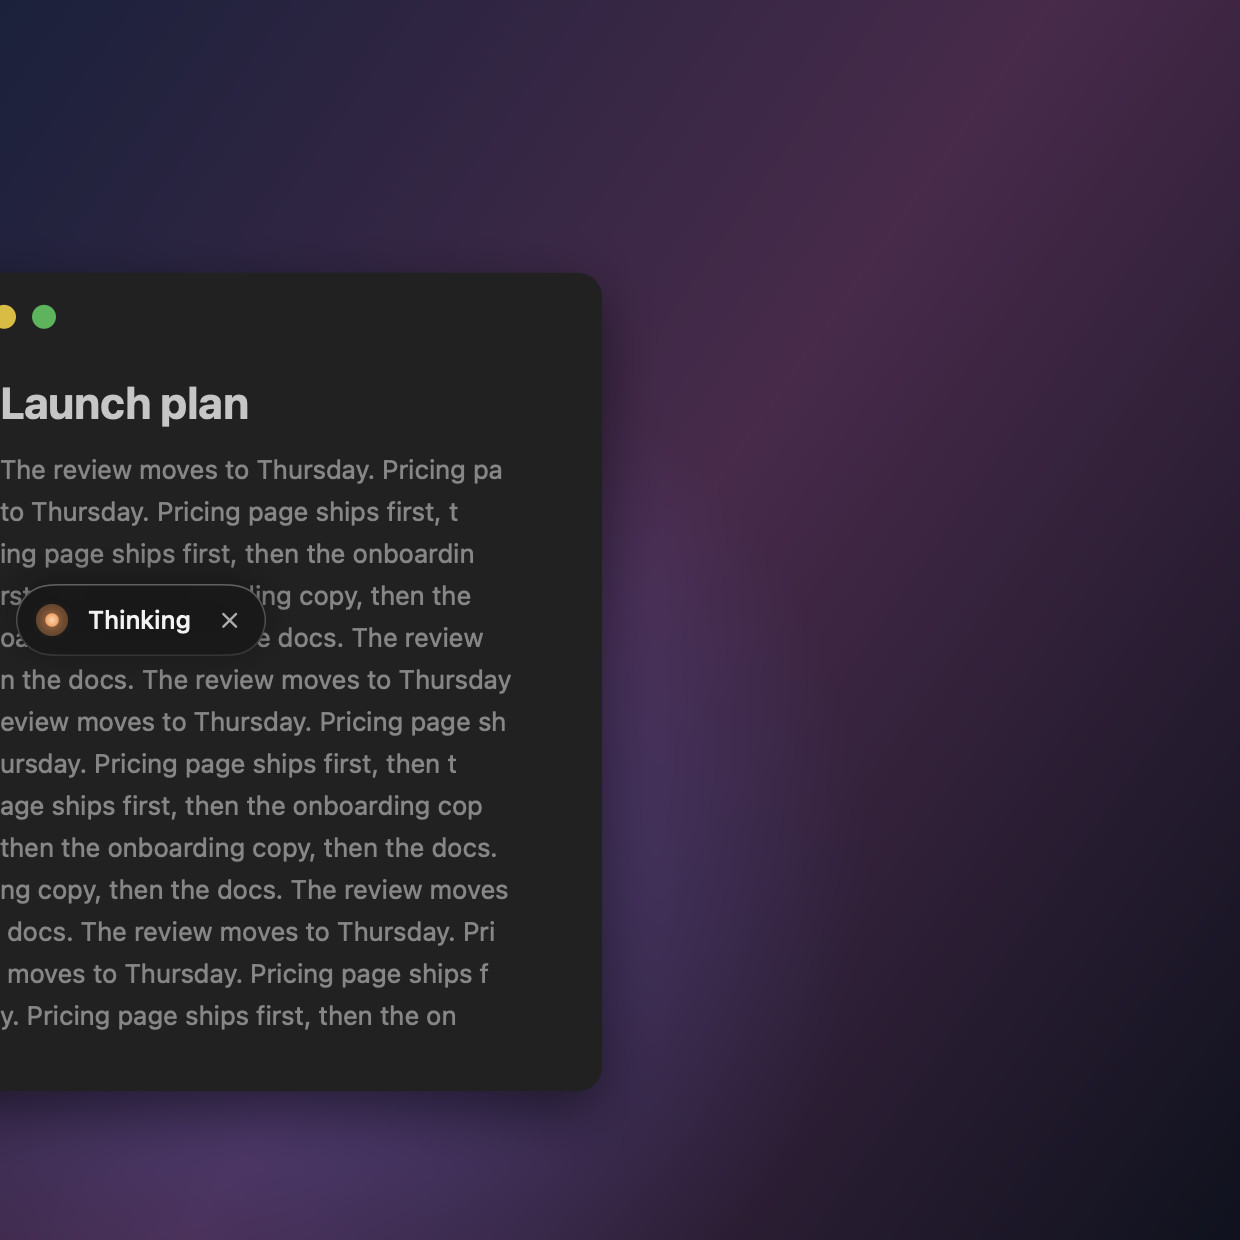 Launch plan
The review moves to Thursday. Pricing pa
to Thursday. Pricing page ships first, t
ing page ships first, then the onboardin
rst ing copy, then the
Thinking
oa e docs. The review
n the docs. The review moves to Thursday
eview moves to Thursday. Pricing page sh
ursday. Pricing page ships first, then t
age ships first, then the onboarding cop
then the onboarding copy, then the docs.
ng copy, then the docs. The review moves
docs. The review moves to Thursday. Pri
moves to Thursday. Pricing page ships f
y. Pricing page ships first, then the on